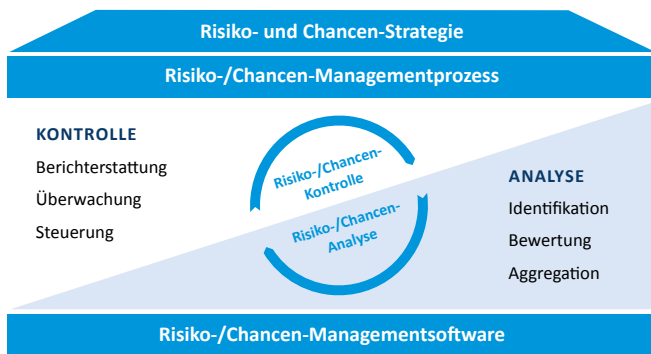 Risiko- und Chancen-Strategie
Risiko-/Chancen-Managementprozess
KONTROLLE
Berichterstattung
Überwachung
Steuerung
Risiko-/Chancen-
Kontrolle
Risiko-/Chancen-
Analyse
ANALYSE
Identifikation
Bewertung
Aggregation
Risiko-/Chancen-Managementsoftware